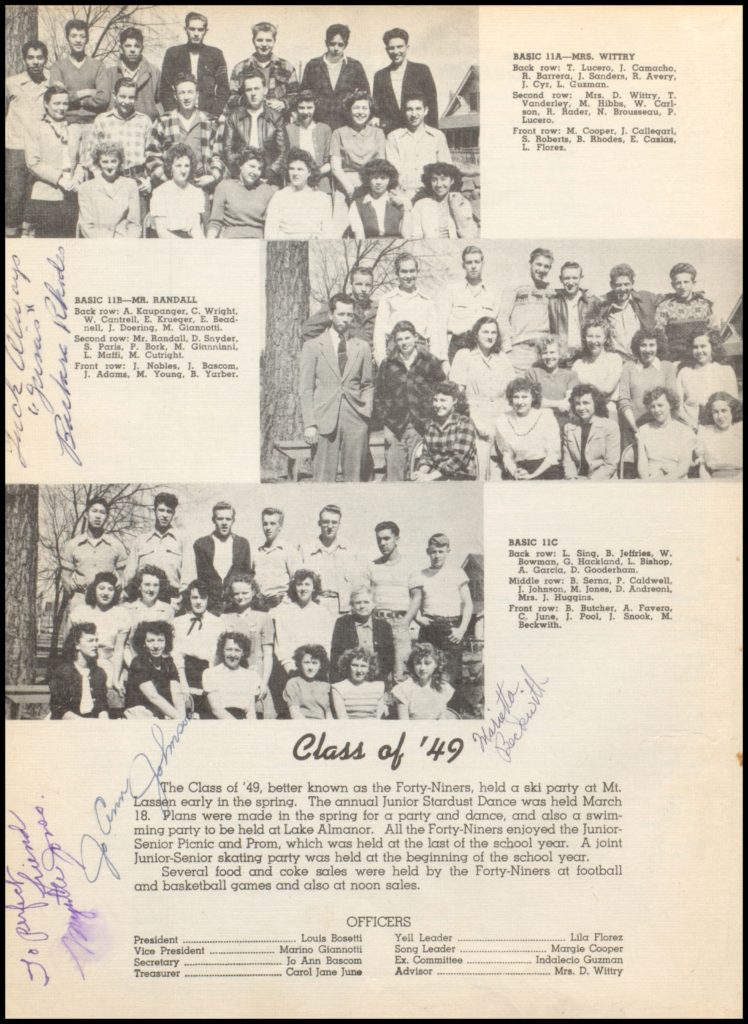 BASIC 11A—MRS. WITTRY
Back row: T. Lucero, J. Camacho,
R. Barrera, J. Sanders, R. Avery,
J. Cyr, L. Guzman.
Second row: Mrs. D. Wittry, T.
Vanderley, M. Hibbs, W. Carl-
son, R. Rader, N. Brousseau, P.
Lucero.
Front row: M. Cooper, J. Callegari,
S. Roberts, B. Rhodes, E. Casias,
L. Florez.
Luck Always
"Junis"
Barbara Rhodes
BASIC 11B—MR. RANDALL
Back row: A. Kaupanger, C. Wright,
W. Cantrell, E. Krueger, E. Bead-
nell, J. Doering, M. Giannotti.
Second row: Mr. Randall, D. Snyder,
S. Paris, P. Bork, M. Gianninni,
L. Maffi, M. Cutright.
Front row: J. Nobles, J. Bascom,
J. Adams, M. Young, B. Yarber.
BASIC 11C
Back row: L. Sing, B. Jeffries, W.
Bowman, G. Hackland, L. Bishop,
A. Garcia, D. Gooderham.
Middle row: B. Serna, P. Caldwell,
J. Johnson, M. Jones, D. Andreoni,
Mrs. J. Huggins.
Front row: B. Butcher, A. Favero,
C. June, J. Pool, J. Snook, M.
Beckwith.
Marietta
Beckwith
Jo Ann Johnson
Class of '49
The Class of '49, better known as the Forty-Niners, held a ski party at Mt.
Lassen early in the spring. The annual Junior Stardust Dance was held March
18. Plans were made in the spring for a party and dance, and also a swim-
ming party to be held at Lake Almanor. All the Forty-Niners enjoyed the Junior-
Senior Picnic and Prom, which was held at the last of the school year. A joint
Junior-Senior skating party was held at the beginning of the school year.
Several food and coke sales were held by the Forty-Niners at football
and basketball games and also at noon sales.
To perfect
friend
Myrtle Jones.
OFFICERS
President ........ Louis Bosetti
Vice President ........ Marino Giannotti
Secretary ........ Jo Ann Bascom
Treasurer ........ Carol Jane June
Yell Leader ........ Lila Florez
Song Leader ........ Margie Cooper
Ex. Committee ........ Indalecio Guzman
Advisor ........ Mrs. D. Wittry